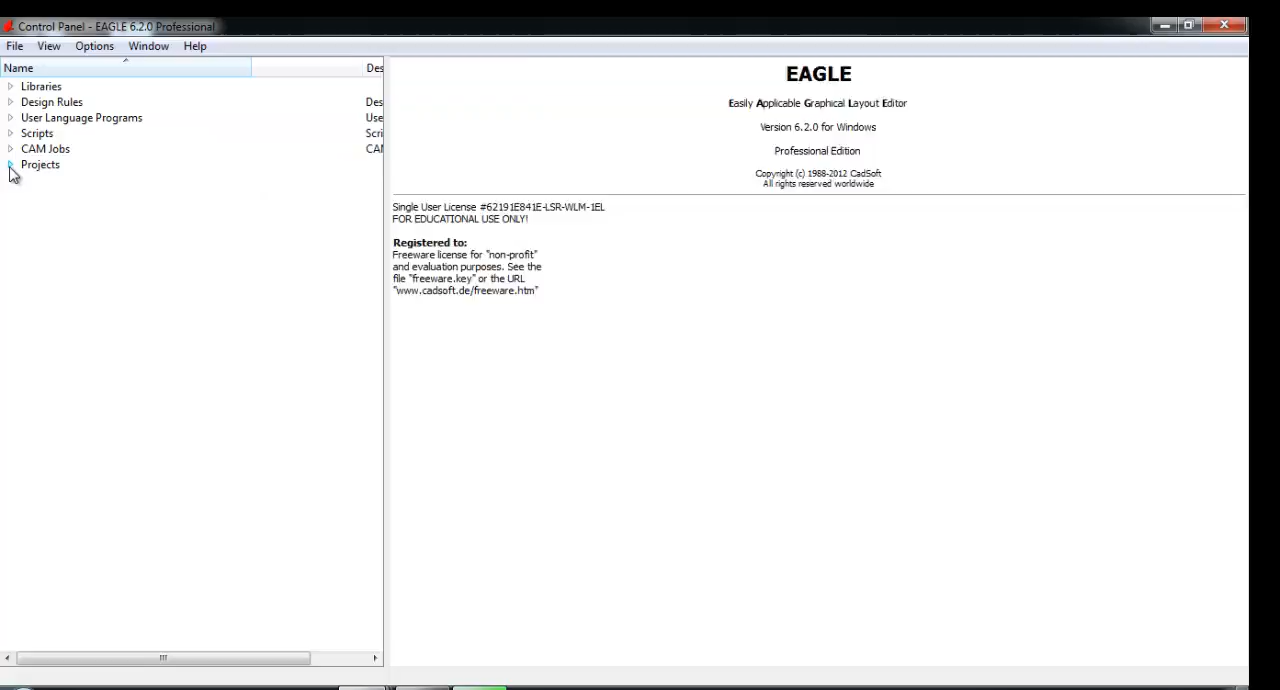 Control Panel - EAGLE 6.2.0 Professional
File View Options Window Help
Name Des
Libraries
Design Rules Des
User Language Programs Use
Scripts Scri
CAM Jobs CAM
Projects
EAGLE
Easily Applicable Graphical Layout Editor
Version 6.2.0 for Windows
Professional Edition
Copyright (c) 1988-2012 CadSoft
All rights reserved worldwide
Single User License #62191E841E-LSR-WLM-1EL
FOR EDUCATIONAL USE ONLY!
Registered to:
Freeware license for "non-profit"
and evaluation purposes. See the
file "freeware.key" or the URL
"www.cadsoft.de/freeware.htm"